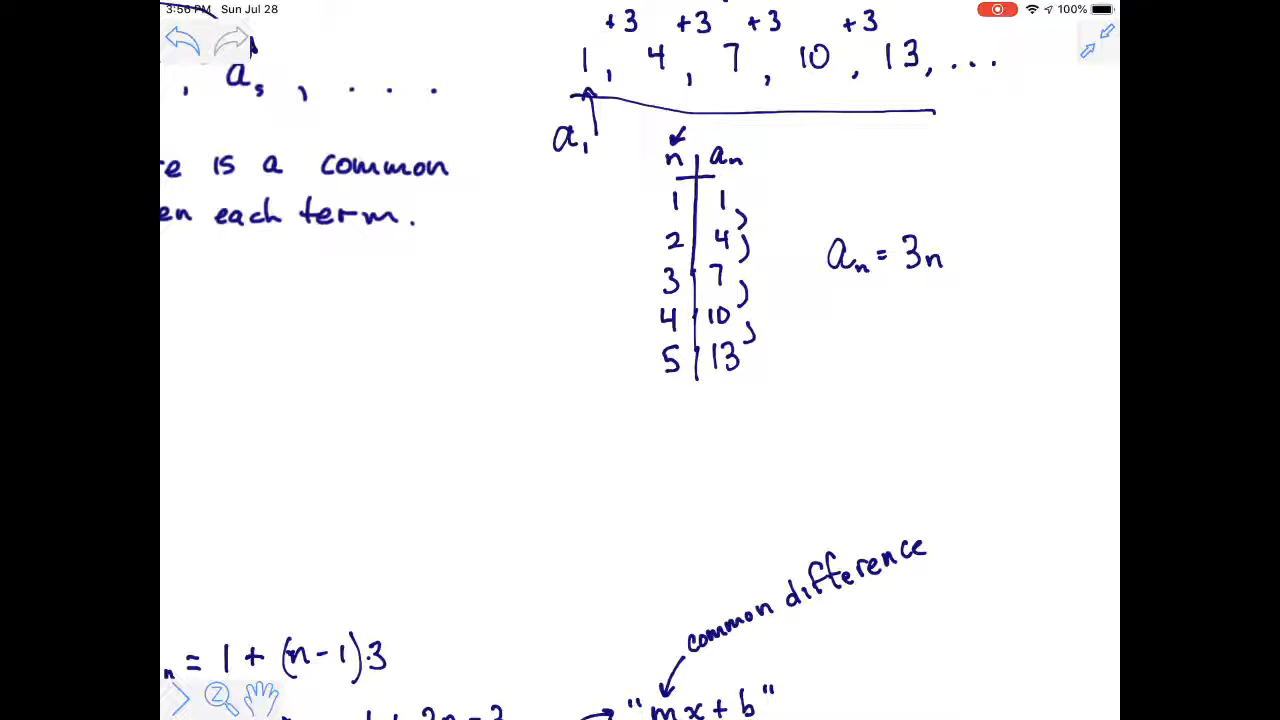 3:56 PM Sun Jul 28
100%
+3 +3 +3 +3
1, 4, 7, 10, 13, ...
, a₅, . . .
a₁
re is a common
en each term.
n | aₙ
1 | 1
2 | 4
3 | 7
4 | 10
5 | 13
aₙ = 3n
common difference
ₙ = 1 + (n-1)·3
"mx + b"